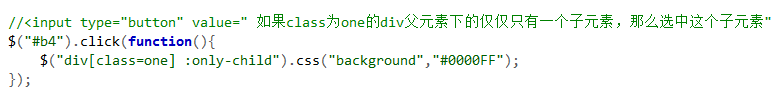 //<input type="button" value=" 如果class为one的div父元素下的仅仅只有一个子元素，那么选中这个子元素"
$("#b4").click(function(){
    $("div[class=one] :only-child").css("background","#0000FF");
});